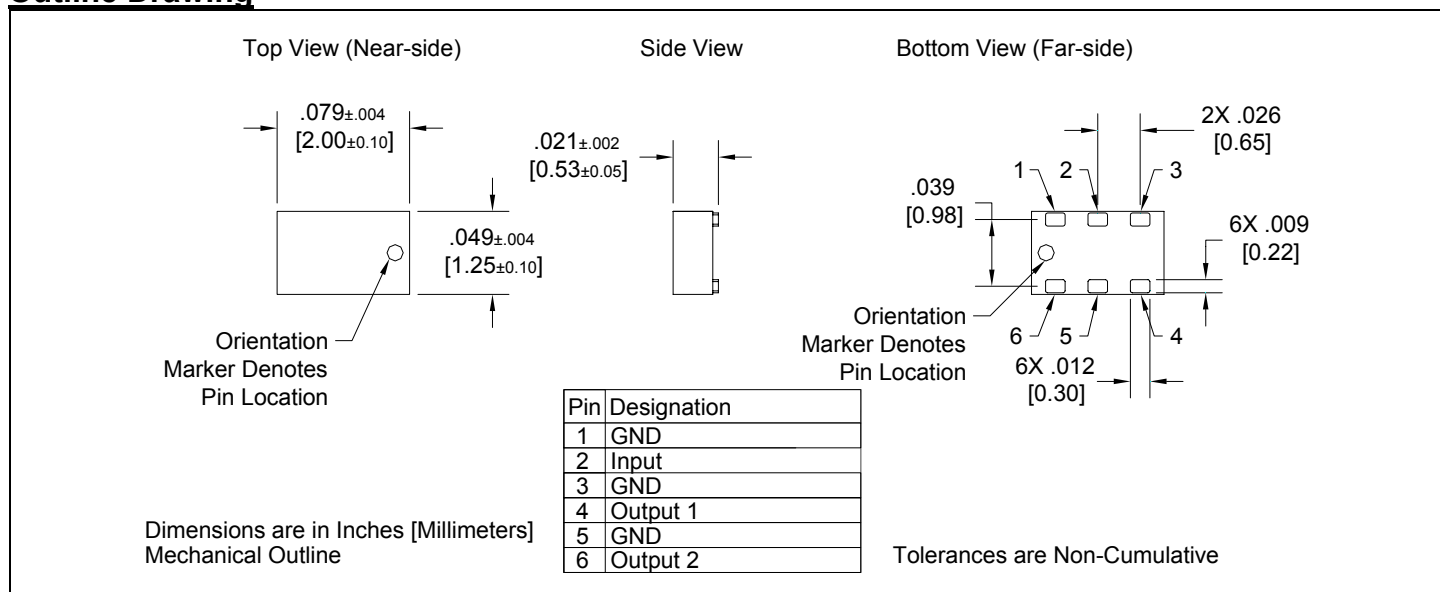 Outline Drawing
Top View (Near-side)
Side View
Bottom View (Far-side)
.079±.004
[2.00±0.10]
.049±.004
[1.25±0.10]
Orientation
Marker Denotes
Pin Location
.021±.002
[0.53±0.05]
2X .026
[0.65]
1
2
3
.039
[0.98]
6X .009
[0.22]
Orientation
Marker Denotes
Pin Location
6
5
4
6X .012
[0.30]
Pin Designation
1 GND
2 Input
3 GND
4 Output 1
5 GND
6 Output 2
Dimensions are in Inches [Millimeters]
Mechanical Outline
Tolerances are Non-Cumulative